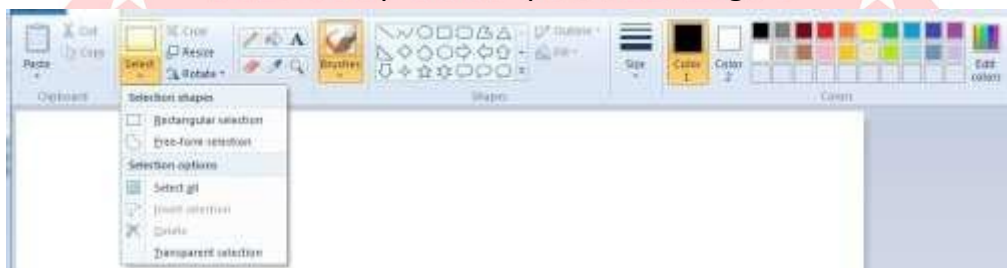 Cut
Copy
Paste
Clipboard
Select
Crop
Resize
Rotate
A
Brushes
Outline
Fill
Shapes
Size
Color 1
Color 2
Edit colors
Colors
Selection shapes
Rectangular selection
Free-form selection
Selection options
Select all
Invert selection
Delete
Transparent selection